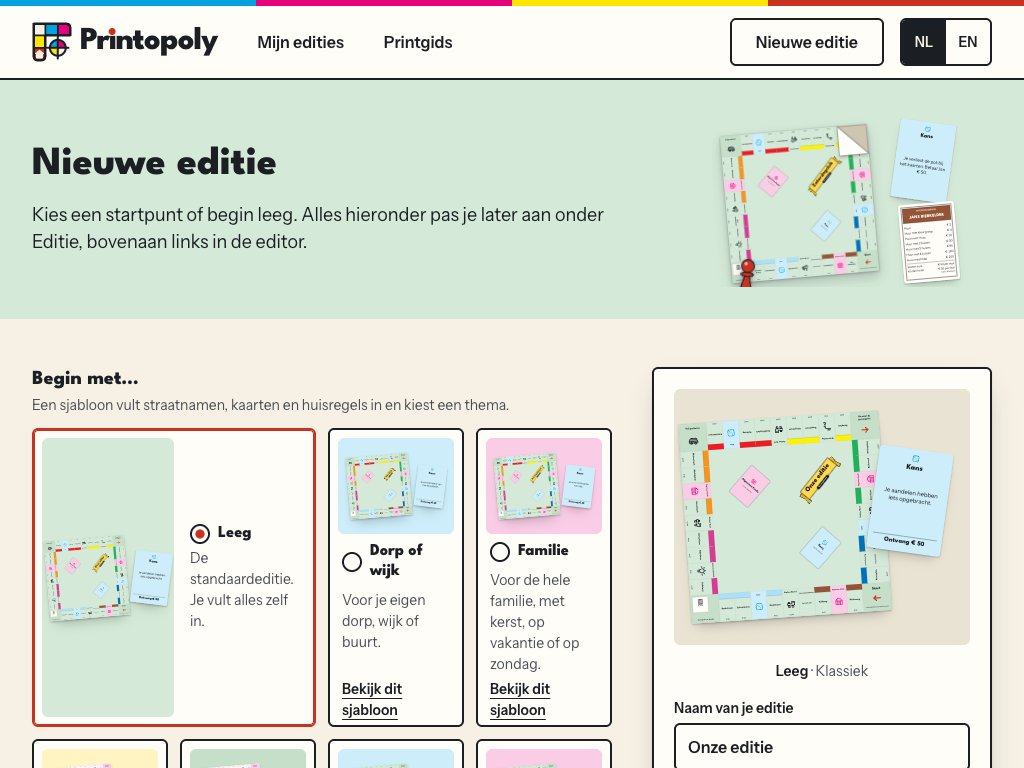 Printopoly
Mijn edities
Printgids
Nieuwe editie
NL
EN
Nieuwe editie
Kies een startpunt of begin leeg. Alles hieronder pas je later aan onder
Editie, bovenaan links in de editor.
Kans
Begin met...
Een sjabloon vult straatnamen, kaarten en huisregels in en kiest een thema.
Leeg
De
standaardeditie.
Je vult alles zelf
in.
Dorp of
wijk
Voor je eigen
dorp, wijk of
buurt.
Bekijk dit
sjabloon
Familie
Voor de hele
familie, met
kerst, op
vakantie of op
zondag.
Bekijk dit
sjabloon
Onze editie
Kans
Je aandelen hebben
iets opgebracht.
Ontvang € 50
Leeg · Klassiek
Naam van je editie
Onze editie